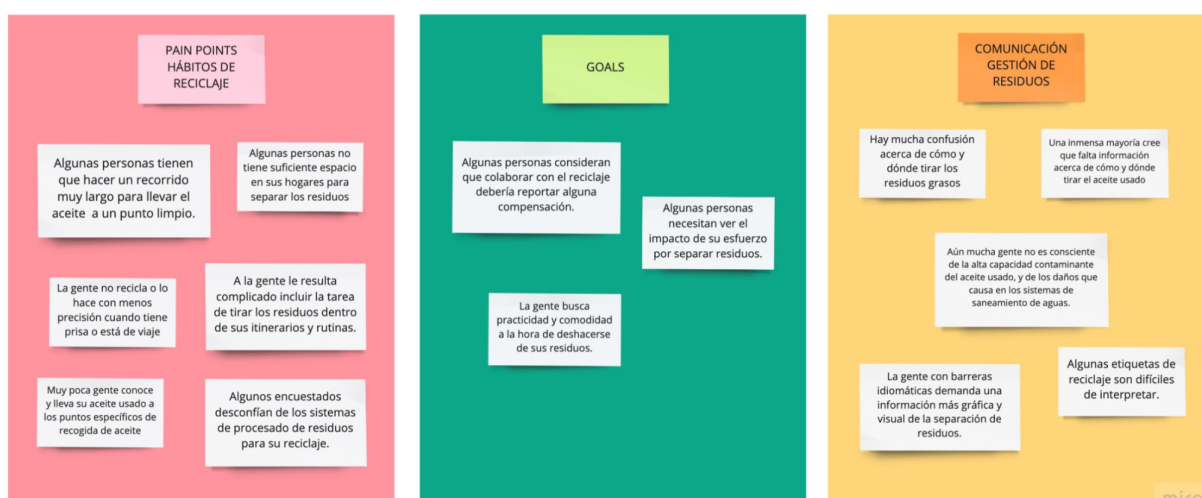 PAIN POINTS
HÁBITOS DE
RECICLAJE
Algunas personas tienen
que hacer un recorrido
muy largo para llevar el
aceite a un punto limpio.
Algunas personas no
tiene suficiente espacio
en sus hogares para
separar los residuos
La gente no recicla o lo
hace con menos
precisión cuando tiene
prisa o está de viaje
A la gente le resulta
complicado incluir la tarea
de tirar los residuos dentro
de sus itinerarios y rutinas.
Muy poca gente conoce
y lleva su aceite usado a
los puntos específicos de
recogida de aceite
Algunos encuestados
desconfían de los sistemas
de procesado de residuos
para su reciclaje.
GOALS
Algunas personas consideran
que colaborar con el reciclaje
debería reportar alguna
compensación.
Algunas personas
necesitan ver el
impacto de su esfuerzo
por separar residuos.
La gente busca
practicidad y comodidad
a la hora de deshacerse
de sus residuos.
COMUNICACIÓN
GESTIÓN DE
RESIDUOS
Hay mucha confusión
acerca de cómo y
dónde tirar los
residuos grasos
Una inmensa mayoría cree
que falta información
acerca de cómo y dónde
tirar el aceite usado
Aún mucha gente no es consciente
de la alta capacidad contaminante
del aceite usado, y de los daños que
causa en los sistemas de
saneamiento de aguas.
La gente con barreras
idiomáticas demanda una
información más gráfica y
visual de la separación de
residuos.
Algunas etiquetas de
reciclaje son difíciles
de interpretar.